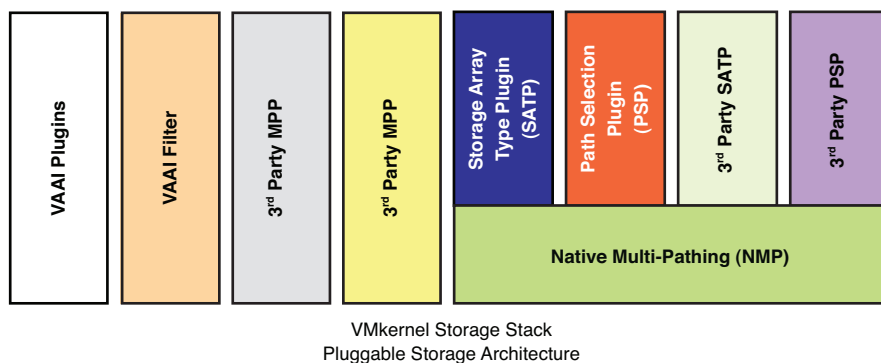 VAAI Plugins
VAAI Filter
3rd Party MPP
3rd Party MPP
Storage Array
Type Plugin
(SATP)
Path Selection
Plugin
(PSP)
3rd Party SATP
3rd Party PSP
Native Multi-Pathing (NMP)
VMkernel Storage Stack
Pluggable Storage Architecture